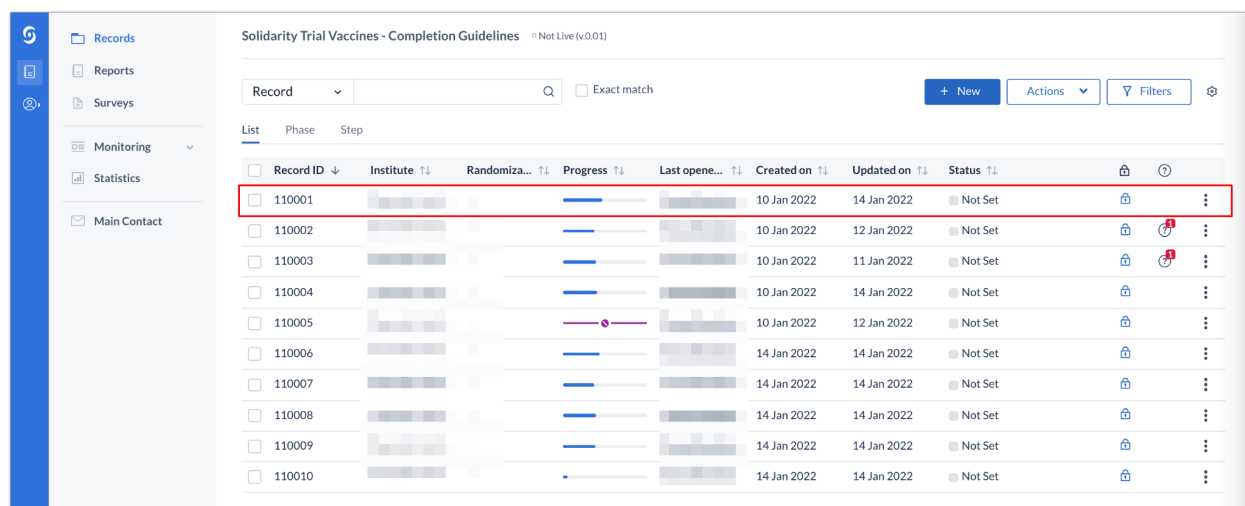 Records
Reports
Surveys
Monitoring
Statistics
Main Contact
Solidarity Trial Vaccines - Completion Guidelines Not Live (v.0.01)
Record Exact match + New Actions Filters
List Phase Step
Record ID Institute Randomiza... Progress Last opene... Created on Updated on Status
110001 10 Jan 2022 14 Jan 2022 Not Set
110002 10 Jan 2022 12 Jan 2022 Not Set 1
110003 10 Jan 2022 11 Jan 2022 Not Set 1
110004 10 Jan 2022 14 Jan 2022 Not Set
110005 10 Jan 2022 12 Jan 2022 Not Set
110006 14 Jan 2022 14 Jan 2022 Not Set
110007 14 Jan 2022 14 Jan 2022 Not Set
110008 14 Jan 2022 14 Jan 2022 Not Set
110009 14 Jan 2022 14 Jan 2022 Not Set
110010 14 Jan 2022 14 Jan 2022 Not Set